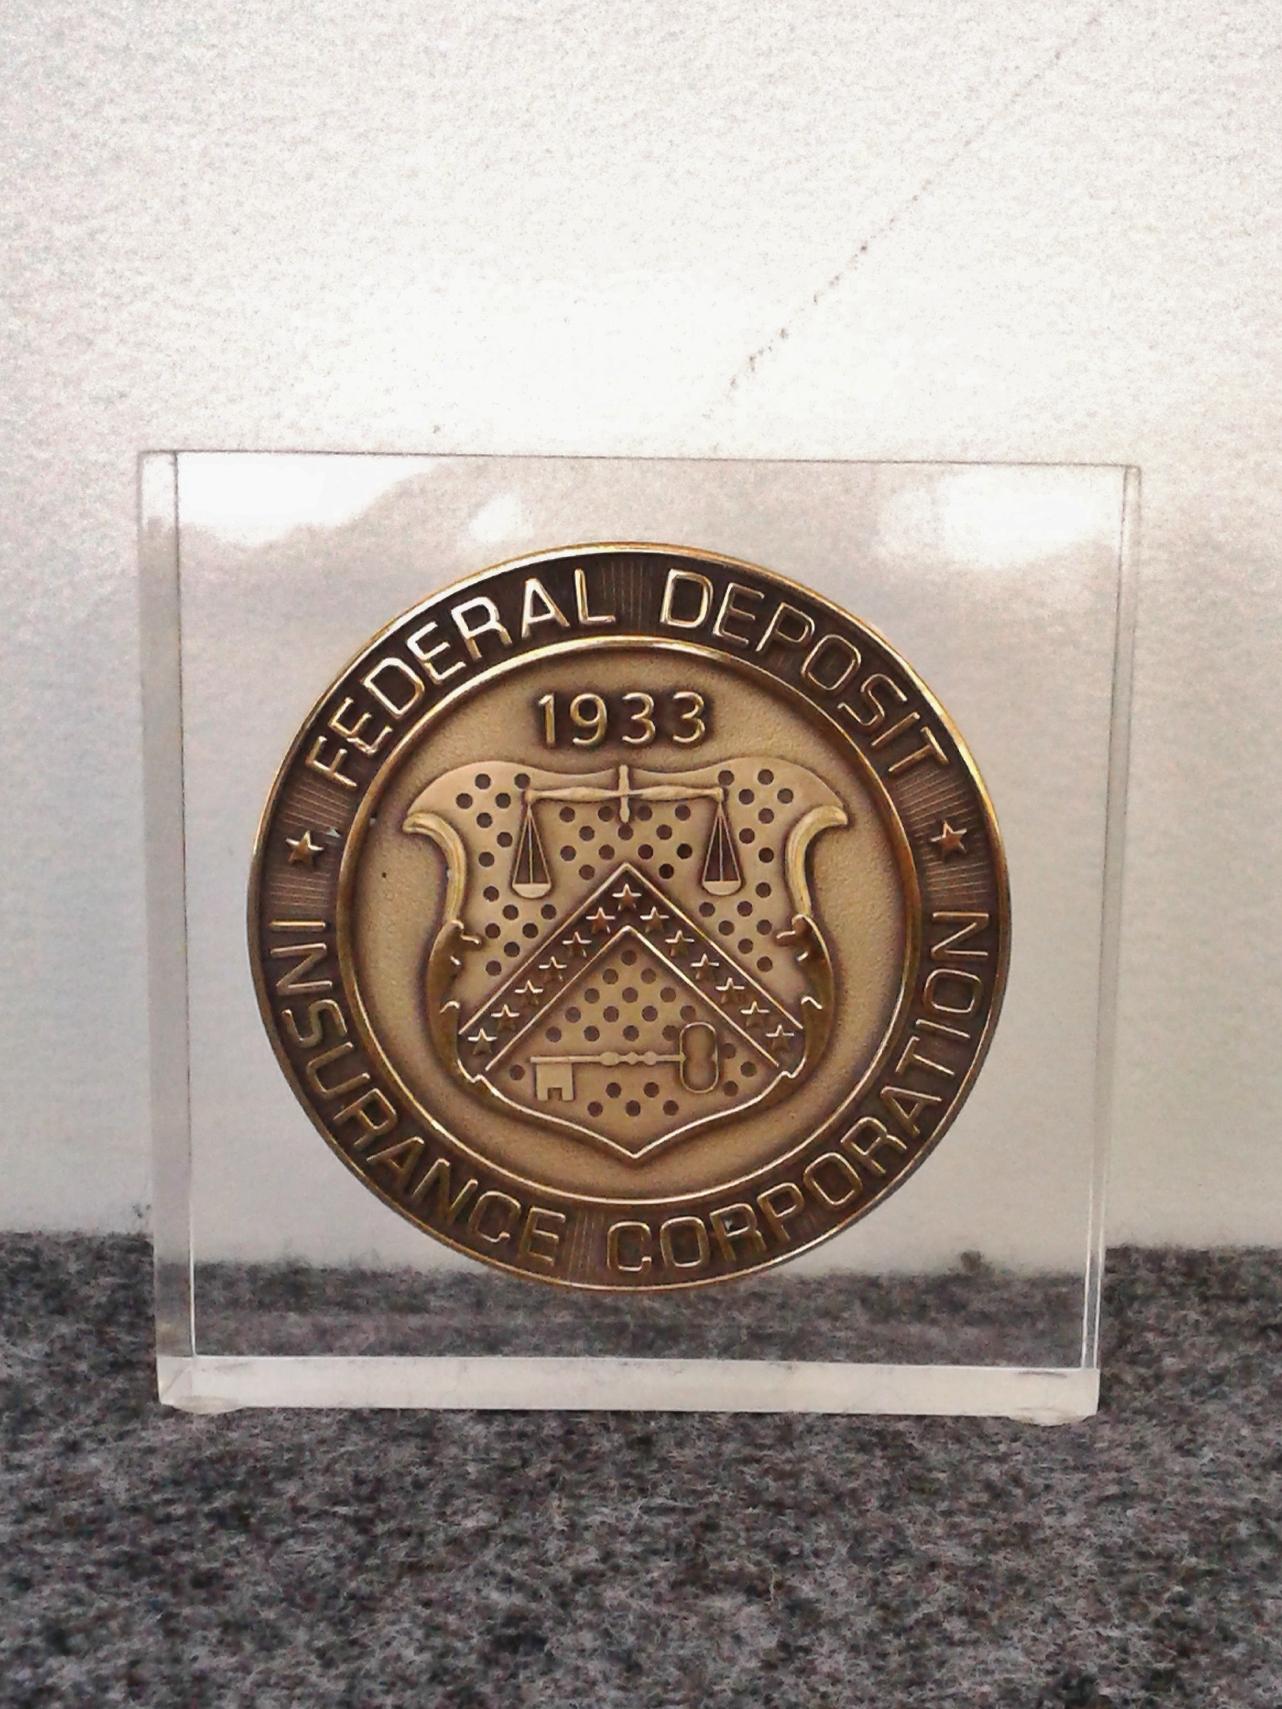 FEDERAL DEPOSIT
1933
INSURANCE CORPORATION